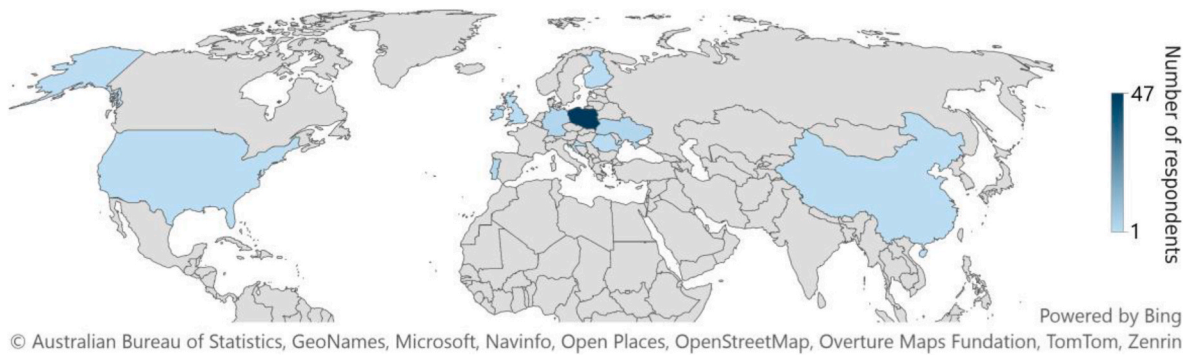 Number of respondents
47
1
Powered by Bing
© Australian Bureau of Statistics, GeoNames, Microsoft, Navinfo, Open Places, OpenStreetMap, Overture Maps Fundation, TomTom, Zenrin